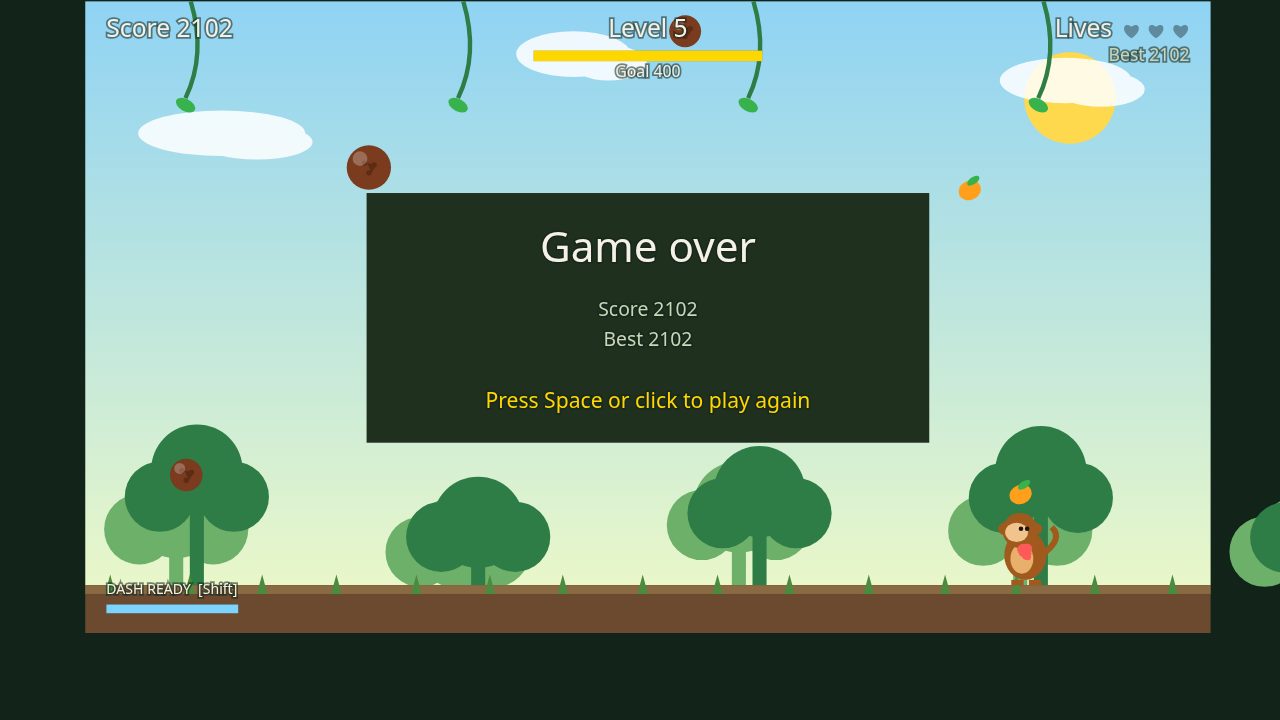 Score 2102
Level 5
Lives
Best 2102
Goal 400
Game over
Score 2102
Best 2102
Press Space or click to play again
DASH READY [Shift]